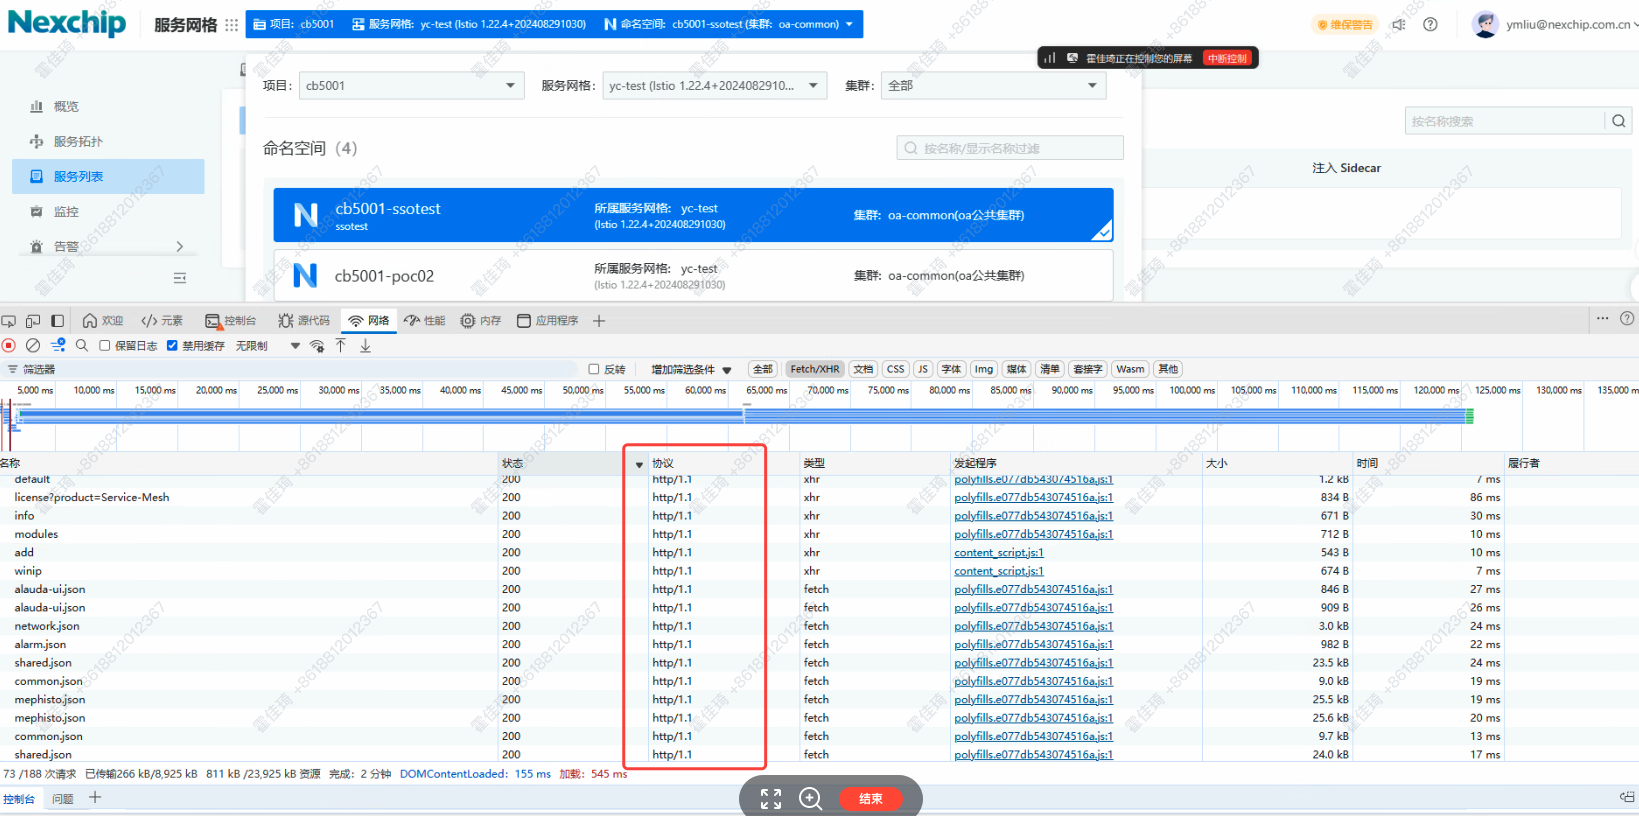 Nexchip
服务网格
项目: cb5001 服务网格: yc-test (Istio 1.22.4+202408291030) 命名空间: cb5001-ssotest (集群: oa-common)
维保警告
ymliu@nexchip.com.cn
霍佳琦正在控制您的屏幕 中断控制
项目: cb5001 服务网格: yc-test (Istio 1.22.4+2024082910... 集群: 全部
概览
服务拓扑
服务列表
监控
告警
命名空间 (4)
按名称/显示名称过滤
按名称搜索
注入 Sidecar
cb5001-ssotest
ssotest
所属服务网格: yc-test
(Istio 1.22.4+202408291030)
集群: oa-common(oa公共集群)
cb5001-poc02
所属服务网格: yc-test
(Istio 1.22.4+202408291030)
集群: oa-common(oa公共集群)
欢迎 元素 控制台 源代码 网络 性能 内存 应用程序
保留日志 禁用缓存 无限制
筛选器 反转 增加筛选条件 全部 Fetch/XHR 文档 CSS JS 字体 Img 媒体 清单 套接字 Wasm 其他
5,000 ms 10,000 ms 15,000 ms 20,000 ms 25,000 ms 30,000 ms 35,000 ms 40,000 ms 45,000 ms 50,000 ms 55,000 ms 60,000 ms 65,000 ms 70,000 ms 75,000 ms 80,000 ms 85,000 ms 90,000 ms 95,000 ms 100,000 ms 105,000 ms 110,000 ms 115,000 ms 120,000 ms 125,000 ms 130,000 ms 135,000 m
名称 状态 协议 类型 发起程序 大小 时间 履行者
default 200 http/1.1 xhr polyfills.e077db543074516a.js:1 1.2 kB 7 ms
license?product=Service-Mesh 200 http/1.1 xhr polyfills.e077db543074516a.js:1 834 B 86 ms
info 200 http/1.1 xhr polyfills.e077db543074516a.js:1 671 B 30 ms
modules 200 http/1.1 xhr polyfills.e077db543074516a.js:1 712 B 10 ms
add 200 http/1.1 xhr content_script.js:1 543 B 10 ms
winip 200 http/1.1 xhr content_script.js:1 674 B 7 ms
alauda-ui.json 200 http/1.1 fetch polyfills.e077db543074516a.js:1 846 B 27 ms
alauda-ui.json 200 http/1.1 fetch polyfills.e077db543074516a.js:1 909 B 26 ms
network.json 200 http/1.1 fetch polyfills.e077db543074516a.js:1 3.0 kB 24 ms
alarm.json 200 http/1.1 fetch polyfills.e077db543074516a.js:1 982 B 22 ms
shared.json 200 http/1.1 fetch polyfills.e077db543074516a.js:1 23.5 kB 24 ms
common.json 200 http/1.1 fetch polyfills.e077db543074516a.js:1 9.0 kB 19 ms
mephisto.json 200 http/1.1 fetch polyfills.e077db543074516a.js:1 25.5 kB 19 ms
mephisto.json 200 http/1.1 fetch polyfills.e077db543074516a.js:1 25.6 kB 20 ms
common.json 200 http/1.1 fetch polyfills.e077db543074516a.js:1 9.7 kB 13 ms
shared.json 200 http/1.1 fetch polyfills.e077db543074516a.js:1 24.0 kB 17 ms
73 /188 次请求 已传输266 kB/8,925 kB 811 kB /23,925 kB 资源 完成: 2 分钟 DOMContentLoaded: 155 ms 加载: 545 ms
控制台 问题
结束
霍佳琦 +8618812012367